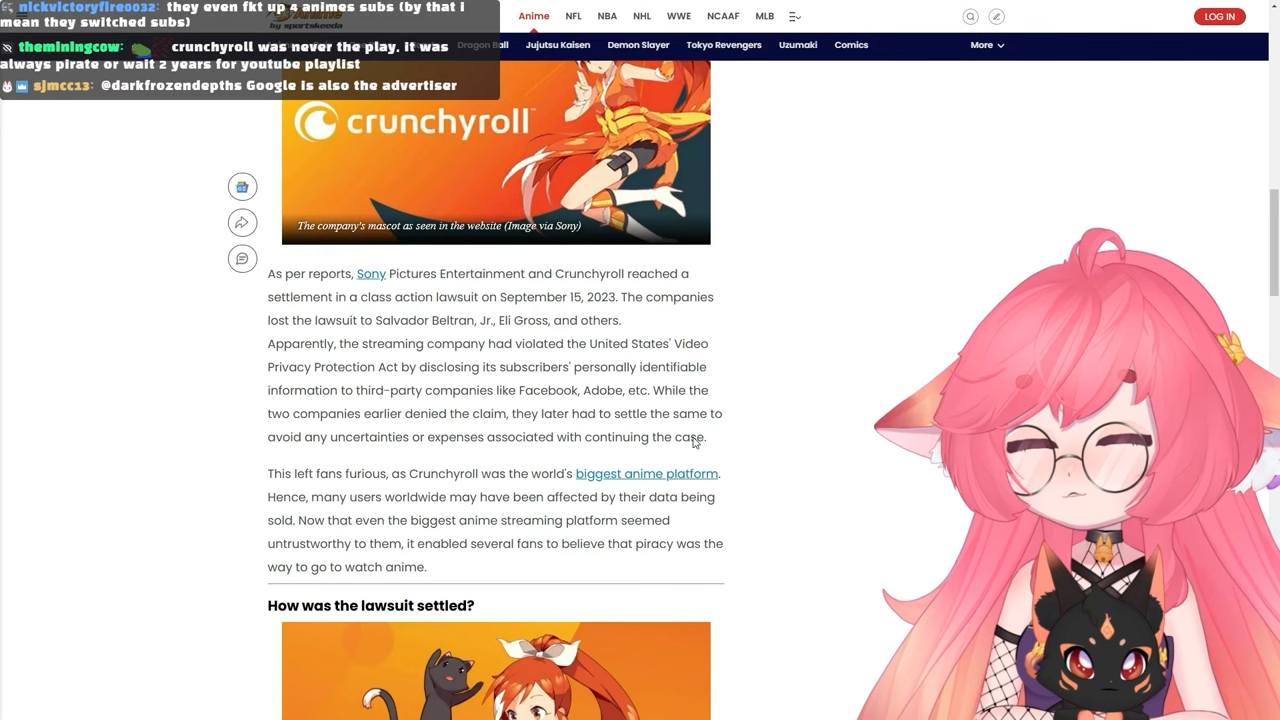 nickvictoryfire0032: they even fkt up 4 animes subs (by that i
mean they switched subs)
theminingcow: crunchyroll was never the play. it was
always pirate or wait 2 years for youtube playlist
sjmcc13: @darkfrozendepths Google is also the advertiser
by sportskeeda
Anime NFL NBA NHL WWE NCAAF MLB
LOG IN
Dragon Ball Jujutsu Kaisen Demon Slayer Tokyo Revengers Uzumaki Comics More
crunchyroll™
The company's mascot as seen in the website (Image via Sony)
As per reports, Sony Pictures Entertainment and Crunchyroll reached a
settlement in a class action lawsuit on September 15, 2023. The companies
lost the lawsuit to Salvador Beltran, Jr., Eli Gross, and others.
Apparently, the streaming company had violated the United States' Video
Privacy Protection Act by disclosing its subscribers' personally identifiable
information to third-party companies like Facebook, Adobe, etc. While the
two companies earlier denied the claim, they later had to settle the same to
avoid any uncertainties or expenses associated with continuing the case.
This left fans furious, as Crunchyroll was the world's biggest anime platform.
Hence, many users worldwide may have been affected by their data being
sold. Now that even the biggest anime streaming platform seemed
untrustworthy to them, it enabled several fans to believe that piracy was the
way to go to watch anime.
How was the lawsuit settled?